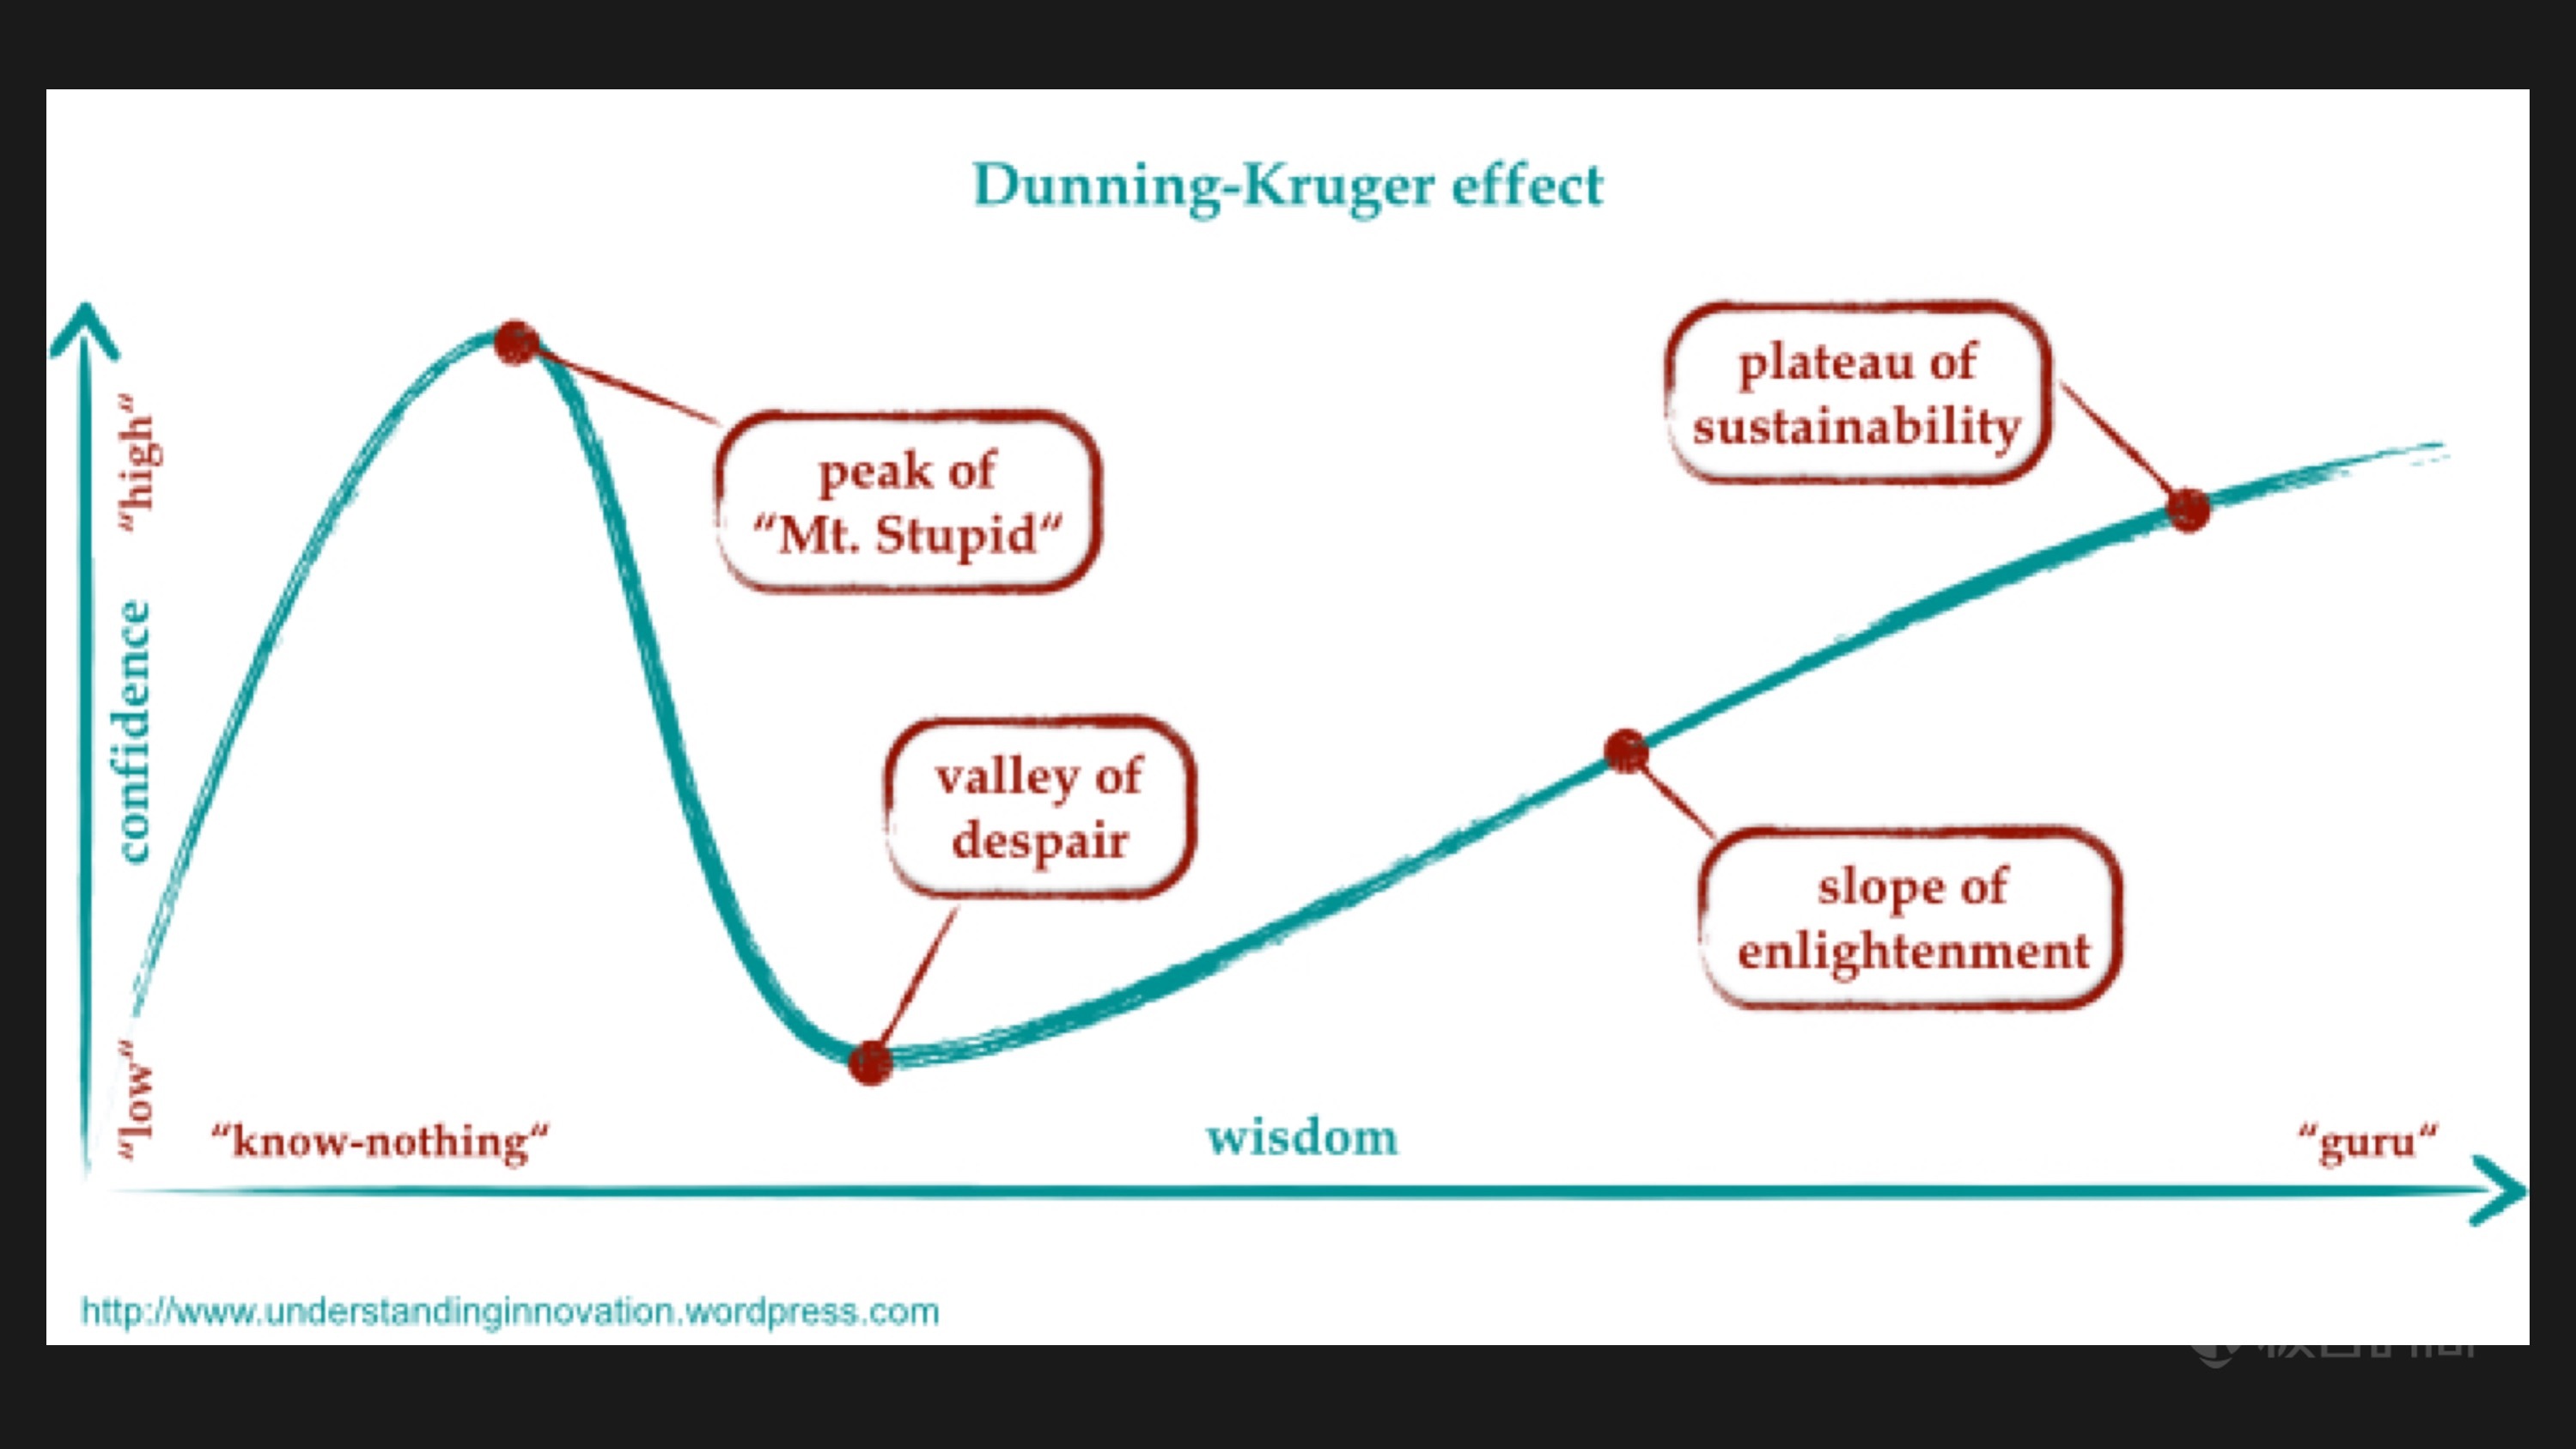 Dunning-Kruger effect
“high“
confidence
“low“
peak of
“Mt. Stupid“
valley of
despair
plateau of
sustainability
slope of
enlightenment
“know-nothing“
wisdom
“guru“
http://www.understandinginnovation.wordpress.com